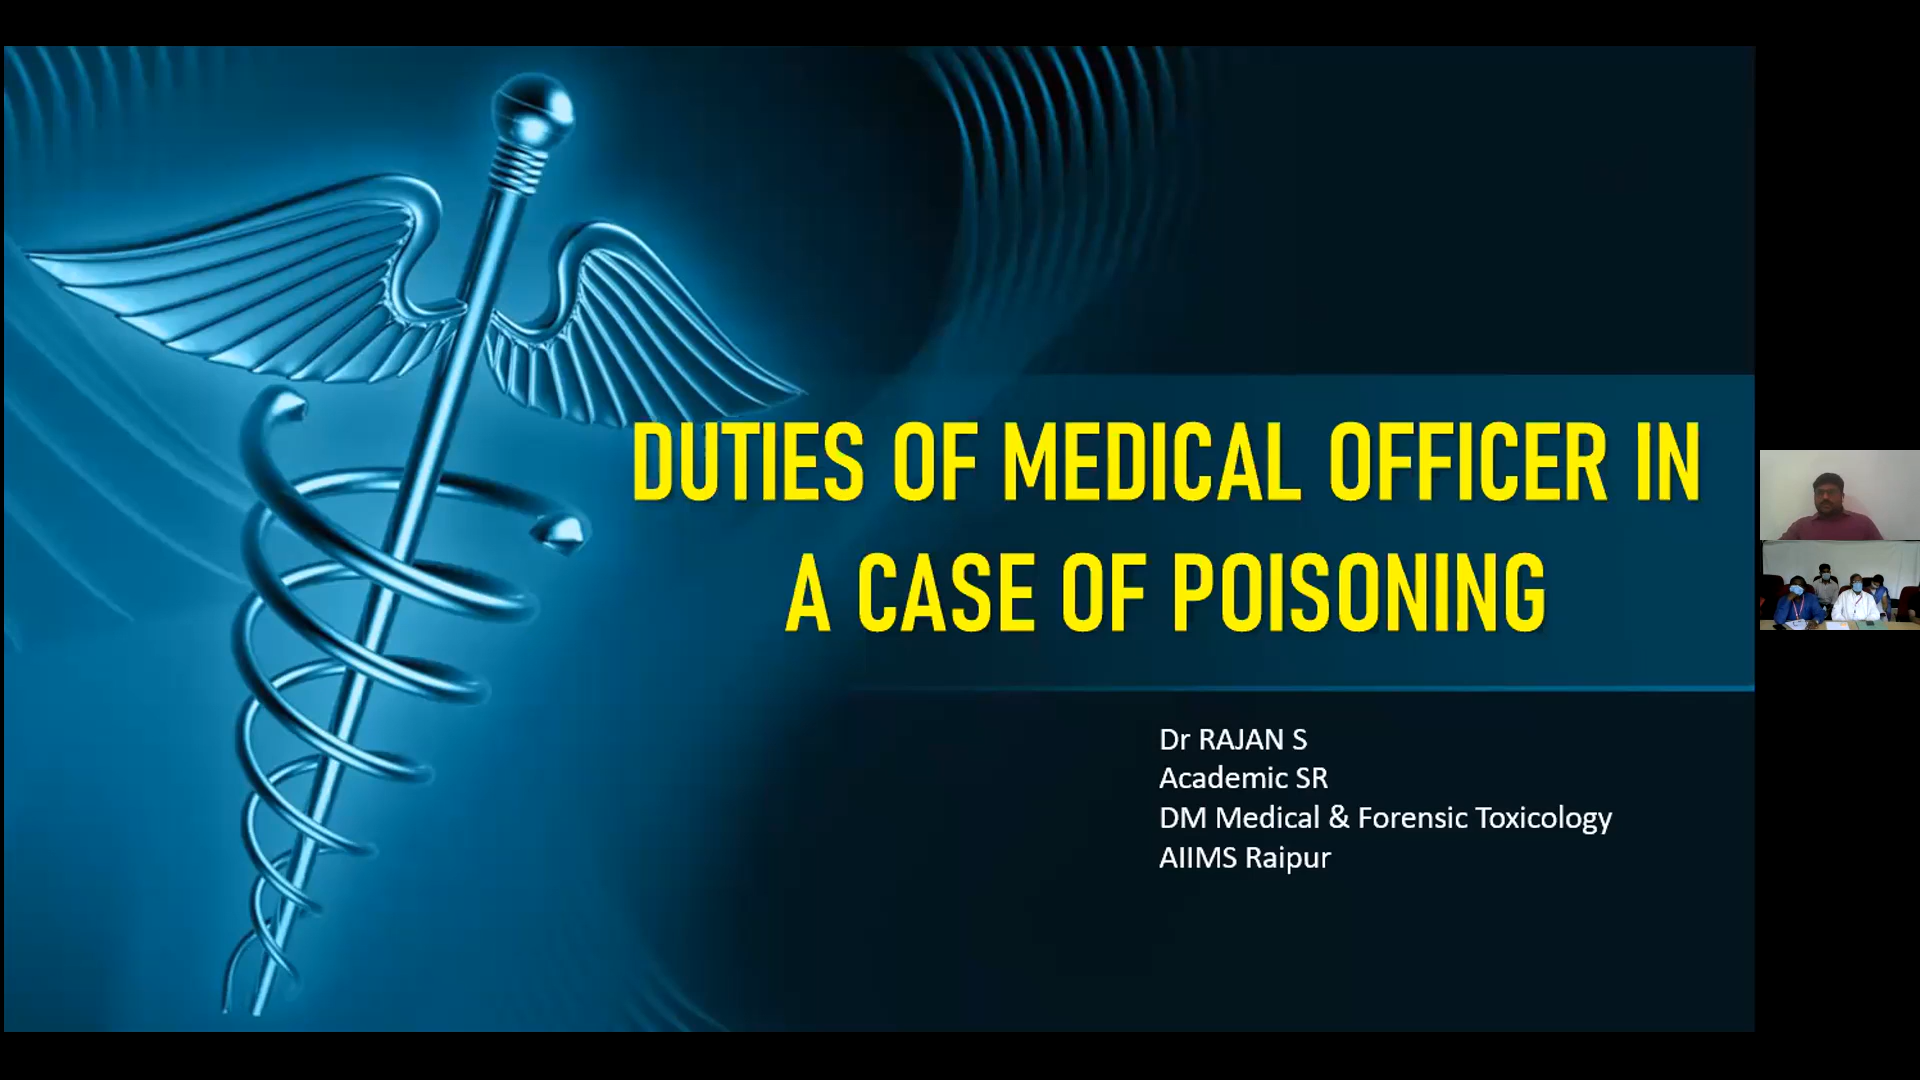 DUTIES OF MEDICAL OFFICER IN
A CASE OF POISONING
Dr RAJAN S
Academic SR
DM Medical & Forensic Toxicology
AIIMS Raipur